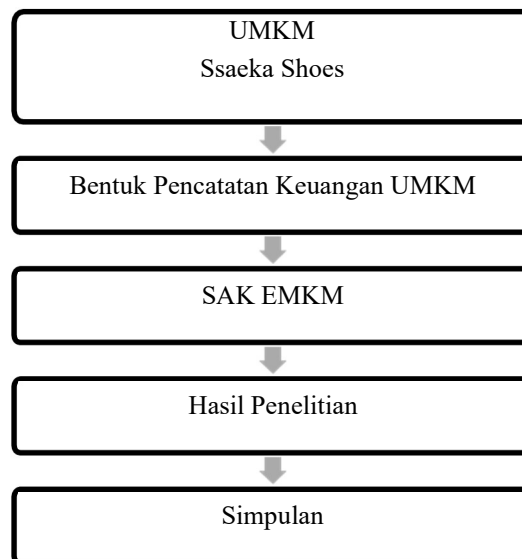 UMKM
Ssaeka Shoes
Bentuk Pencatatan Keuangan UMKM
SAK EMKM
Hasil Penelitian
Simpulan